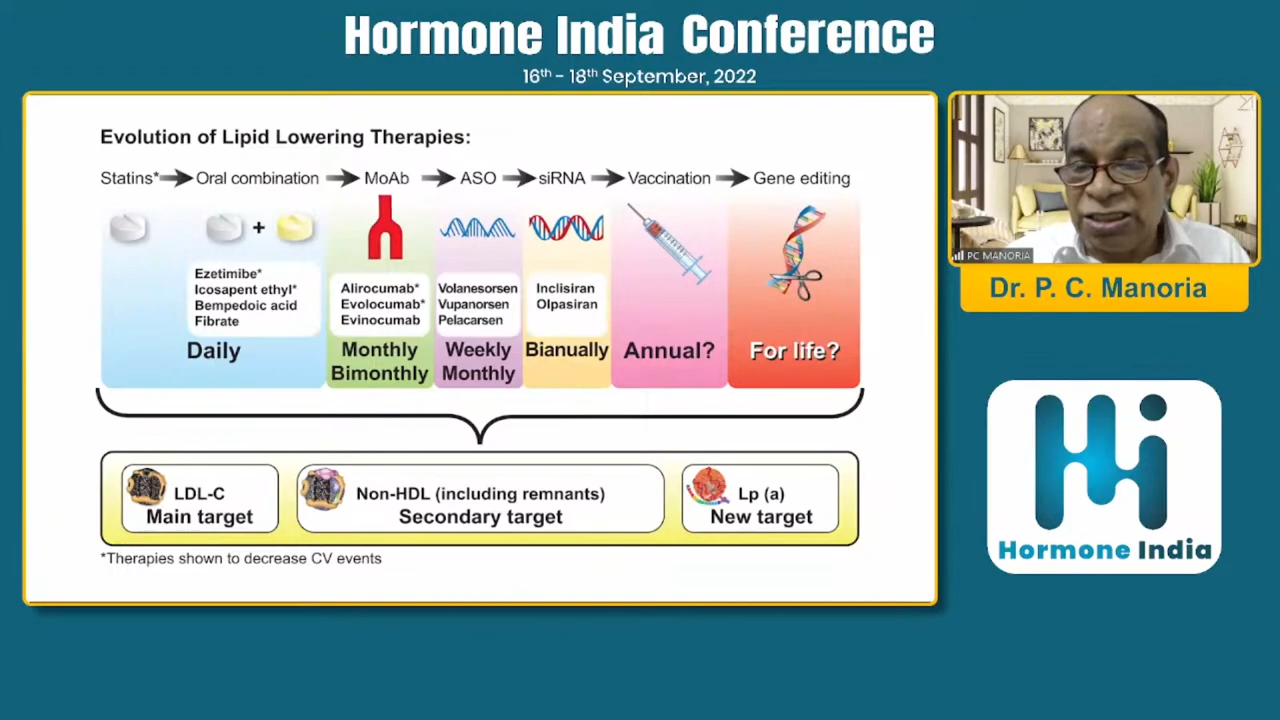 Hormone India Conference
16th - 18th September, 2022
Evolution of Lipid Lowering Therapies:
Statins* Oral combination MoAb ASO siRNA Vaccination Gene editing
+
Ezetimibe*
Icosapent ethyl*
Bempedoic acid
Fibrate
Daily
Alirocumab*
Evolocumab*
Evinocumab
Monthly
Bimonthly
Volanesorsen
Vupanorsen
Pelacarsen
Weekly
Monthly
Inclisiran
Olpasiran
Bianually
Annual?
For life?
LDL-C
Main target
Non-HDL (including remnants)
Secondary target
Lp (a)
New target
*Therapies shown to decrease CV events
PC MANORIA
Dr. P. C. Manoria
Hormone India